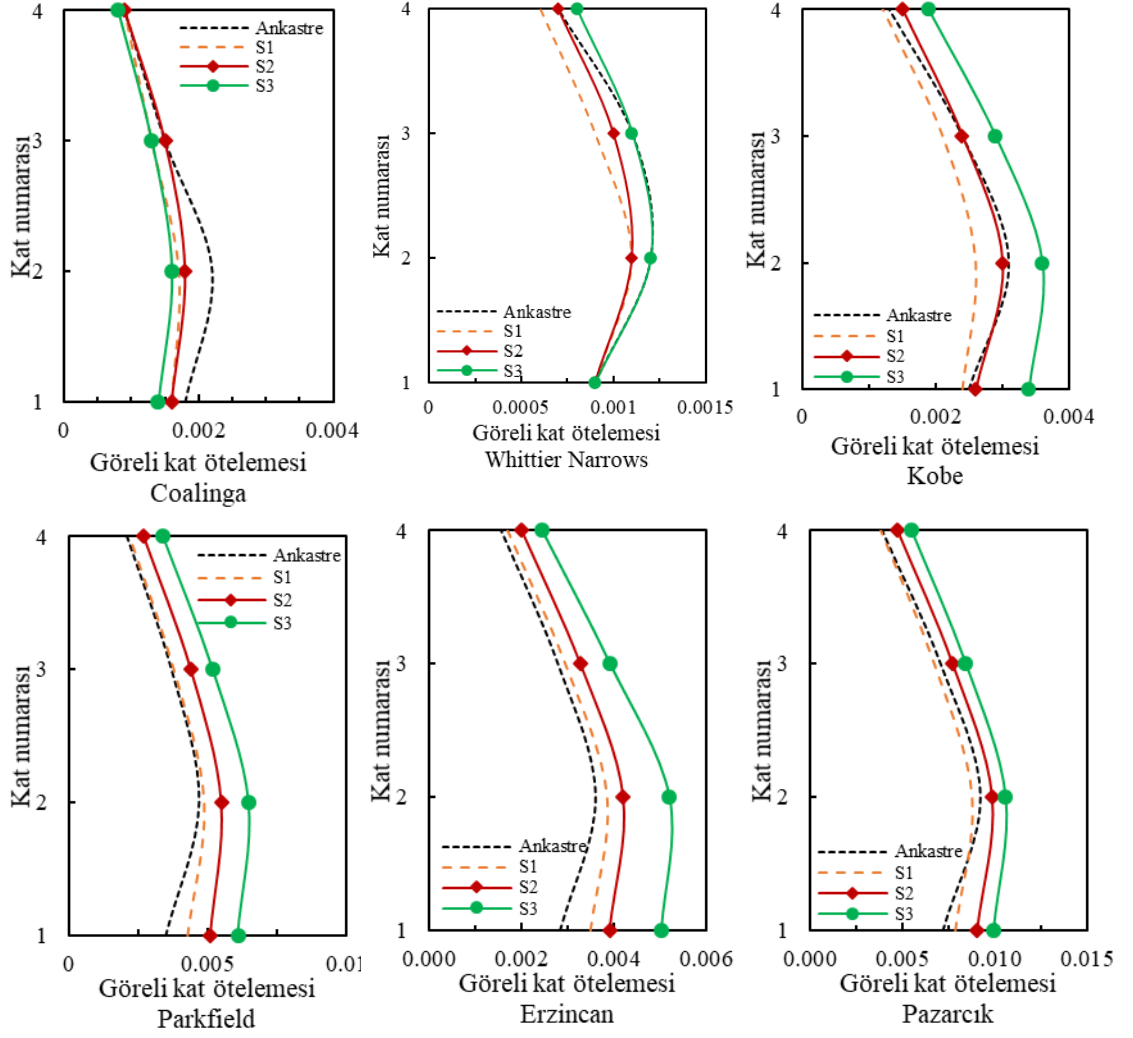 4
3
2
1
Kat numarası
Ankastre
S1
S2
S3
0
0.002
0.004
Göreli kat ötelemesi
Coalinga
4
3
2
1
Kat numarası
Ankastre
S1
S2
S3
0
0.0005
0.001
0.0015
Göreli kat ötelemesi
Whittier Narrows
4
3
2
1
Kat numarası
Ankastre
S1
S2
S3
0
0.002
0.004
Göreli kat ötelemesi
Kobe
4
3
2
1
Kat numarası
Ankastre
S1
S2
S3
0
0.005
0.01
Göreli kat ötelemesi
Parkfield
4
3
2
1
Kat numarası
Ankastre
S1
S2
S3
0.000
0.002
0.004
0.006
Göreli kat ötelemesi
Erzincan
4
3
2
1
Kat numarası
Ankastre
S1
S2
S3
0.000
0.005
0.010
0.015
Göreli kat ötelemesi
Pazarcık